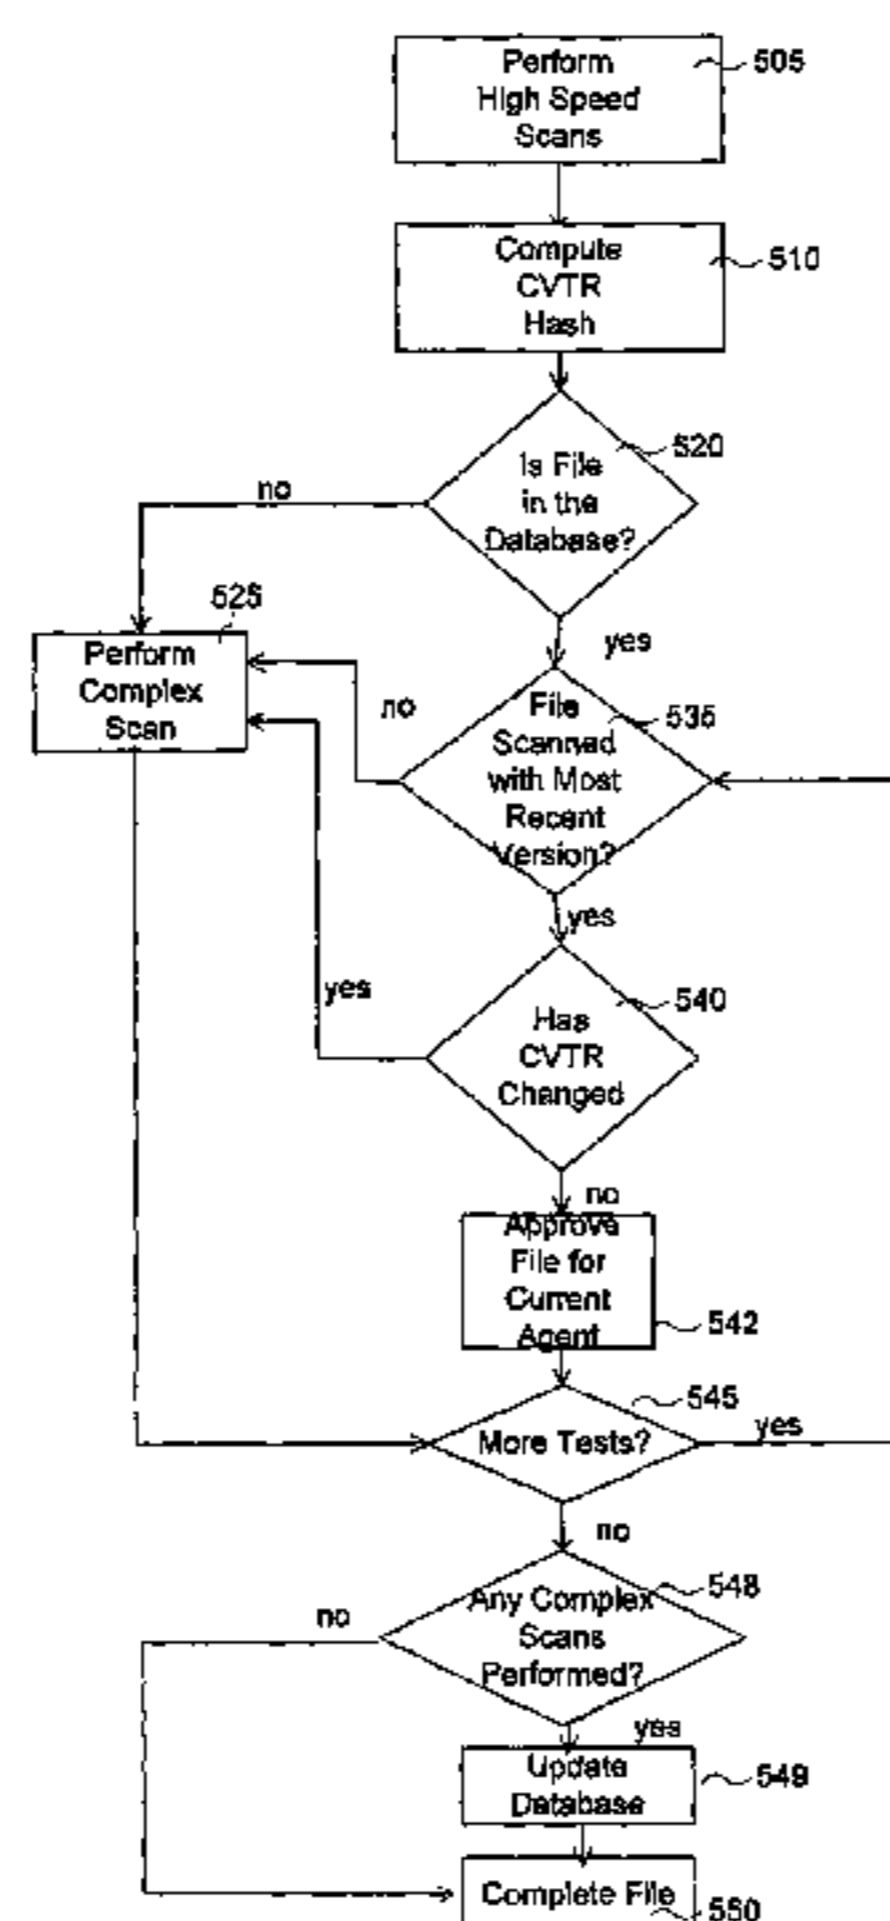 Perform
High Speed
Scans
505
Compute
CVTR
Hash
510
Is File
in the
Database?
520
no
yes
525
Perform
Complex
Scan
File
Scanned
with Most
Recent
Version?
535
no
yes
Has
CVTR
Changed
540
yes
no
Approve
File for
Current
Agent
542
More Tests?
545
yes
no
Any Complex
Scans
Performed?
548
no
yes
Update
Database
549
Complete File
550